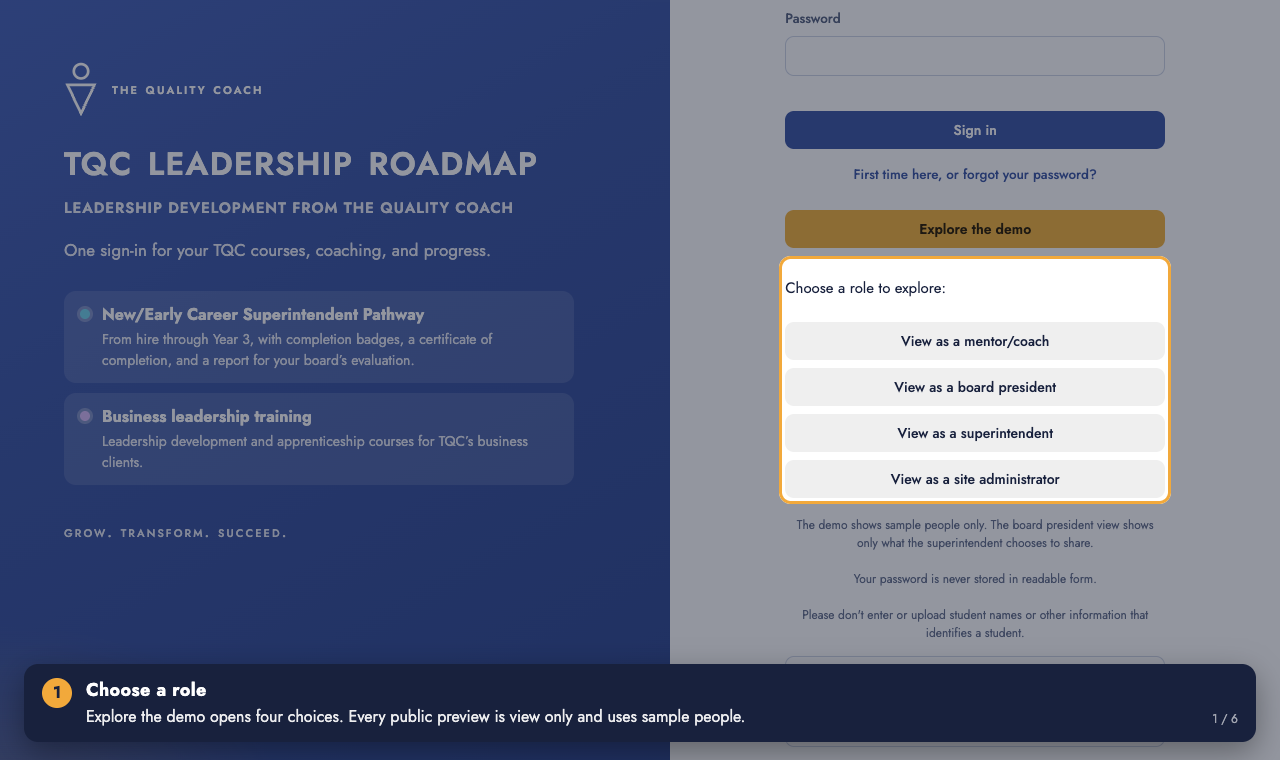 THE QUALITY COACH
TQC LEADERSHIP ROADMAP
LEADERSHIP DEVELOPMENT FROM THE QUALITY COACH
One sign-in for your TQC courses, coaching, and progress.
New/Early Career Superintendent Pathway
From hire through Year 3, with completion badges, a certificate of
completion, and a report for your board's evaluation.
Business leadership training
Leadership development and apprenticeship courses for TQC's business
clients.
GROW. TRANSFORM. SUCCEED.
Password
Sign in
First time here, or forgot your password?
Explore the demo
Choose a role to explore:
View as a mentor/coach
View as a board president
View as a superintendent
View as a site administrator
The demo shows sample people only. The board president view shows
only what the superintendent chooses to share.
Your password is never stored in readable form.
Please don't enter or upload student names or other information that
identifies a student.
1
Choose a role
Explore the demo opens four choices. Every public preview is view only and uses sample people.
1 / 6